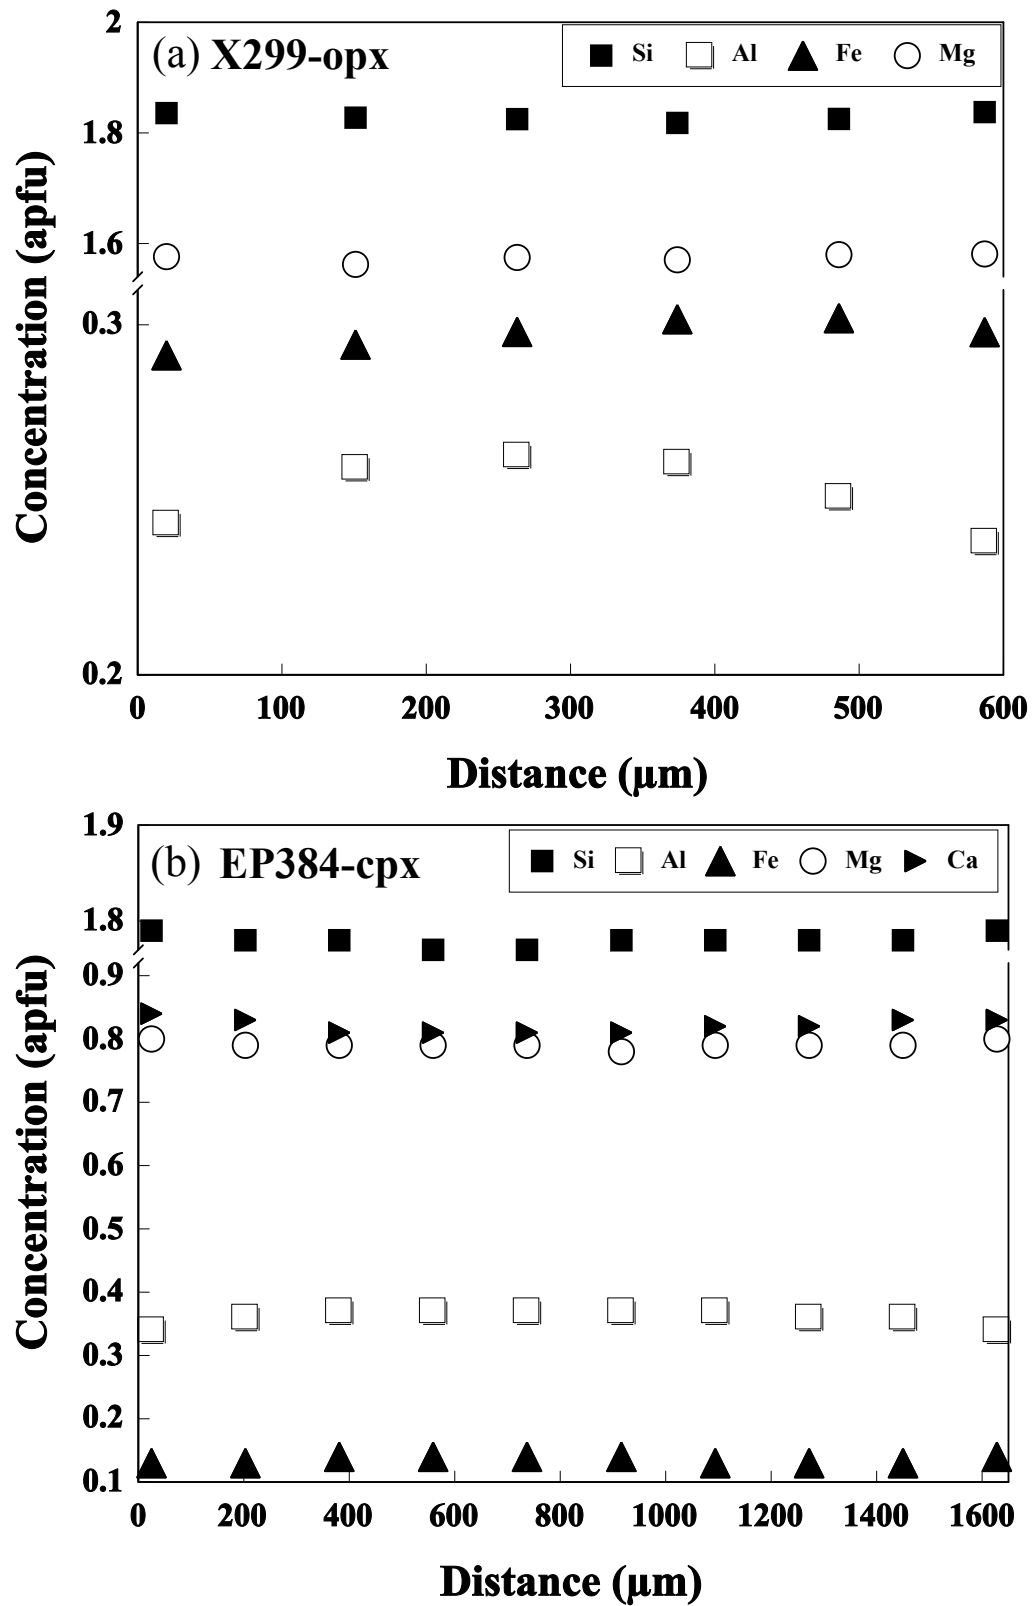 2
(a) X299-opx
Si Al Fe Mg
1.8
1.6
0.3
0.2
Concentration (apfu)
0 100 200 300 400 500 600
Distance (μm)
1.9
(b) EP384-cpx
Si Al Fe Mg Ca
1.8
0.9
0.8
0.7
0.6
0.5
0.4
0.3
0.2
0.1
Concentration (apfu)
0 200 400 600 800 1000 1200 1400 1600
Distance (μm)